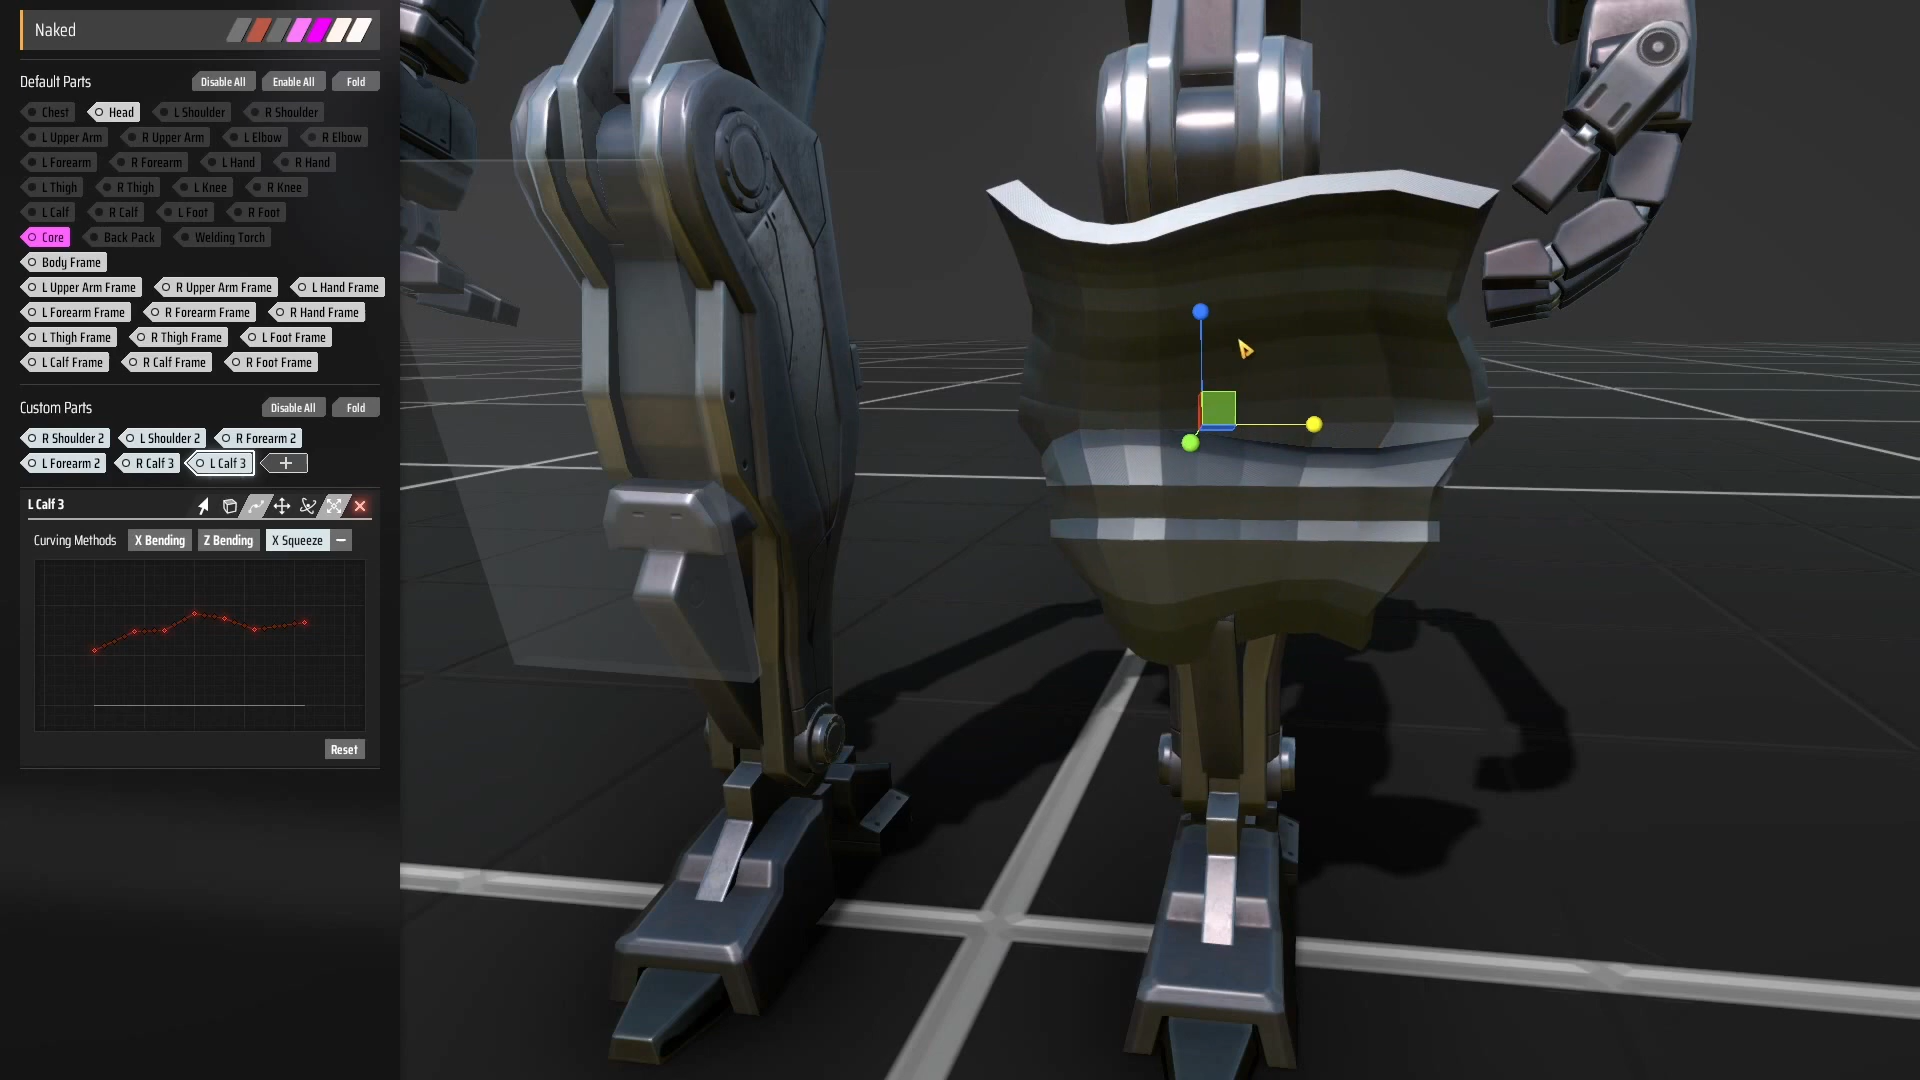 Naked
Default Parts Disable All Enable All Fold
Chest Head L Shoulder R Shoulder
L Upper Arm R Upper Arm L Elbow R Elbow
L Forearm R Forearm L Hand R Hand
L Thigh R Thigh L Knee R Knee
L Calf R Calf L Foot R Foot
Core Back Pack Welding Torch
Body Frame
L Upper Arm Frame R Upper Arm Frame L Hand Frame
L Forearm Frame R Forearm Frame R Hand Frame
L Thigh Frame R Thigh Frame L Foot Frame
L Calf Frame R Calf Frame R Foot Frame
Custom Parts Disable All Fold
R Shoulder 2 L Shoulder 2 R Forearm 2
L Forearm 2 R Calf 3 L Calf 3 +
L Calf 3
Curving Methods X Bending Z Bending X Squeeze −
Reset